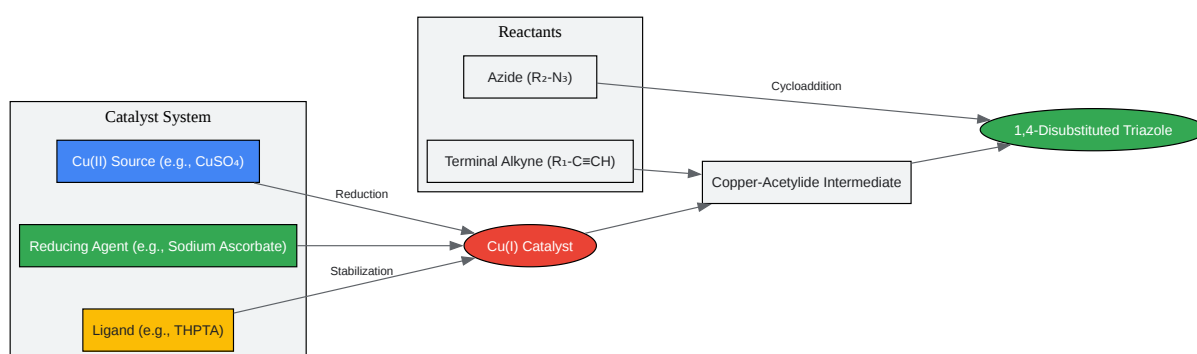 Reactants
Azide (R₂-N₃)
Cycloaddition
1,4-Disubstituted Triazole
Catalyst System
Cu(II) Source (e.g., CuSO₄)
Terminal Alkyne (R₁-C≡CH)
Copper-Acetylide Intermediate
Reduction
Reducing Agent (e.g., Sodium Ascorbate)
Cu(I) Catalyst
Stabilization
Ligand (e.g., THPTA)